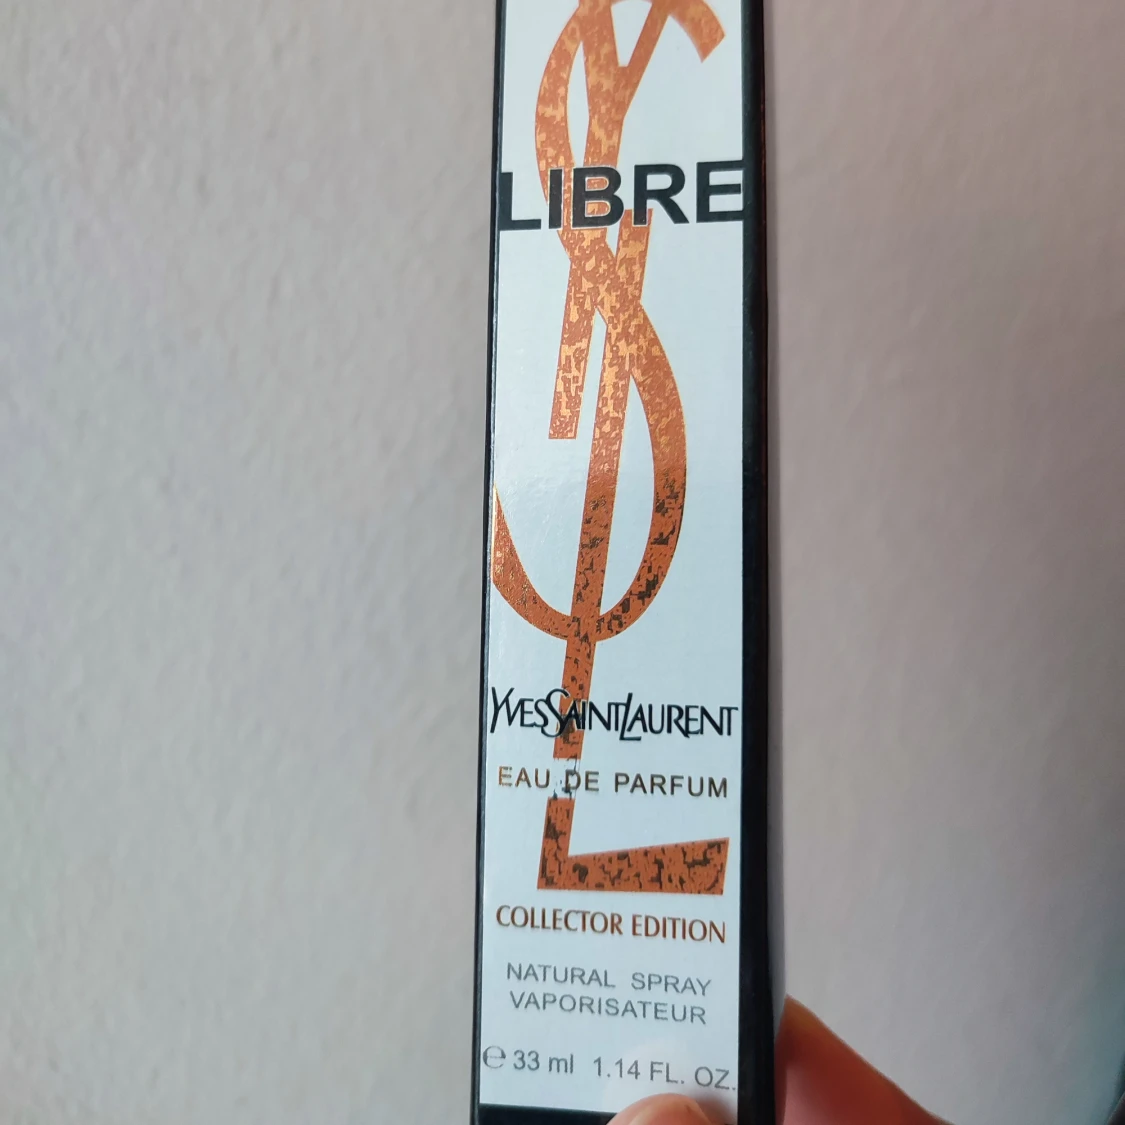 LIBRE
YVESSAINTLAURENT
EAU DE PARFUM
COLLECTOR EDITION
NATURAL SPRAY
VAPORISATEUR
℮ 33 ml 1.14 FL. OZ.